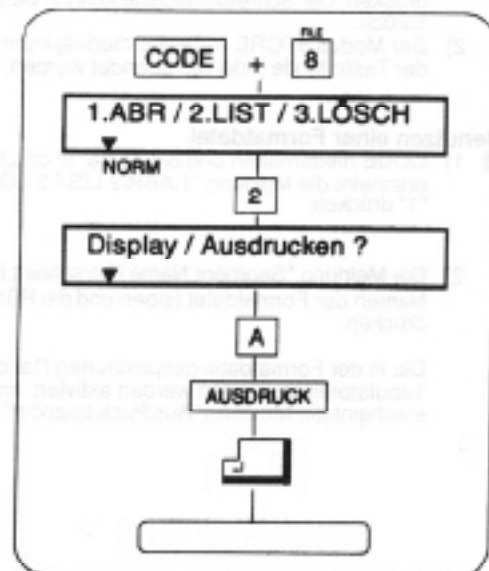 FILE
CODE + 8
1.ABR / 2.LIST / 3.LÖSCH
NORM
2
Display / Ausdrucken ?
A
AUSDRUCK